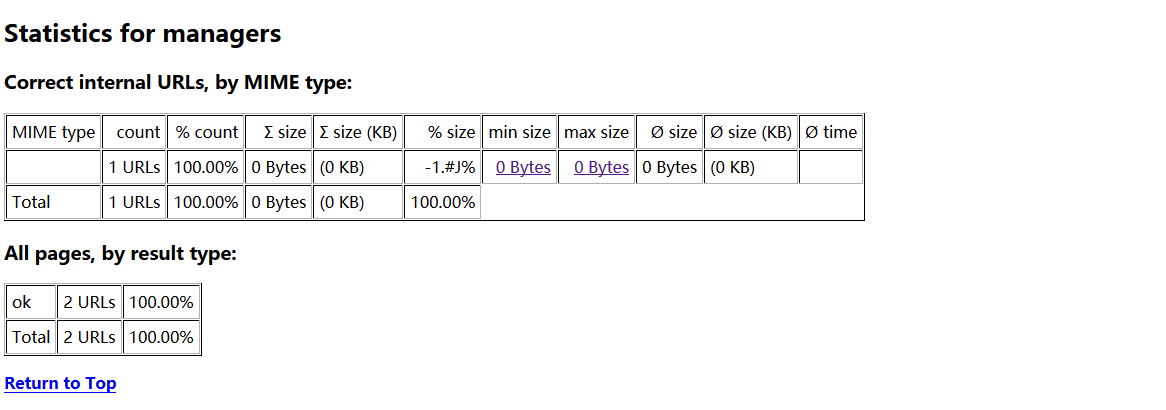 Statistics for managers
Correct internal URLs, by MIME type:
MIME type count % count Σ size Σ size (KB) % size min size max size Ø size Ø size (KB) Ø time
1 URLs 100.00% 0 Bytes (0 KB) -1.#J% 0 Bytes 0 Bytes 0 Bytes (0 KB)
Total 1 URLs 100.00% 0 Bytes (0 KB) 100.00%
All pages, by result type:
ok 2 URLs 100.00%
Total 2 URLs 100.00%
Return to Top